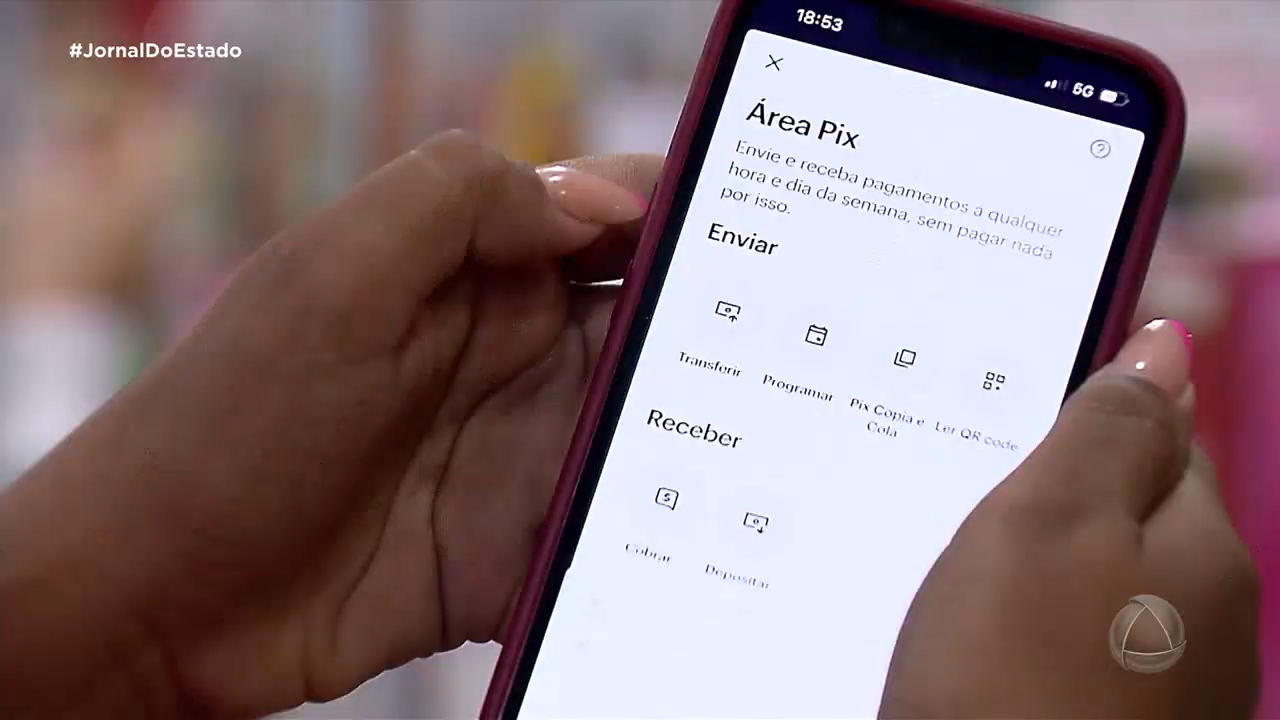 #JornalDoEstado
18:53
5G
Área Pix
Envie e receba pagamentos a qualquer
hora e dia da semana, sem pagar nada
por isso.
Enviar
Transferir
Programar
Pix Copia e
Cola
Ler QR code
Receber
Cobrar
Depositar